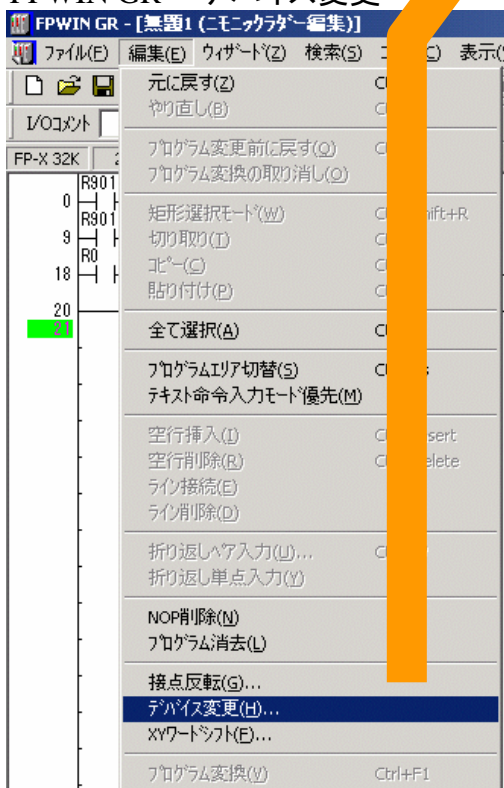 FPWIN GR - [無題1 (ニモニックラダー編集)]
ファイル(F) 編集(E) ウィザード(Z) 検索(S) 表示(
I/Oコメント
FP-X 32K
元に戻す(Z)
やり直し(B)
プログラム変更前に戻す(O)
プログラム変換の取り消し(O)
矩形選択モード(W) ift+R
切り取り(T)
コピー(C)
貼り付け(P)
全て選択(A)
プログラムエリア切替(S)
テキスト命令入力モード優先(M)
空行挿入(I) sert
空行削除(R) elete
ライン接続(E)
ライン削除(D)
折り返しペア入力(U)...
折り返し単点入力(Y)
NOP削除(N)
プログラム消去(L)
接点反転(G)...
デバイス変更(H)...
XYワードシフト(F)...
プログラム変換(V) Ctrl+F1
R901
0
R901
9
R0
18
20
21